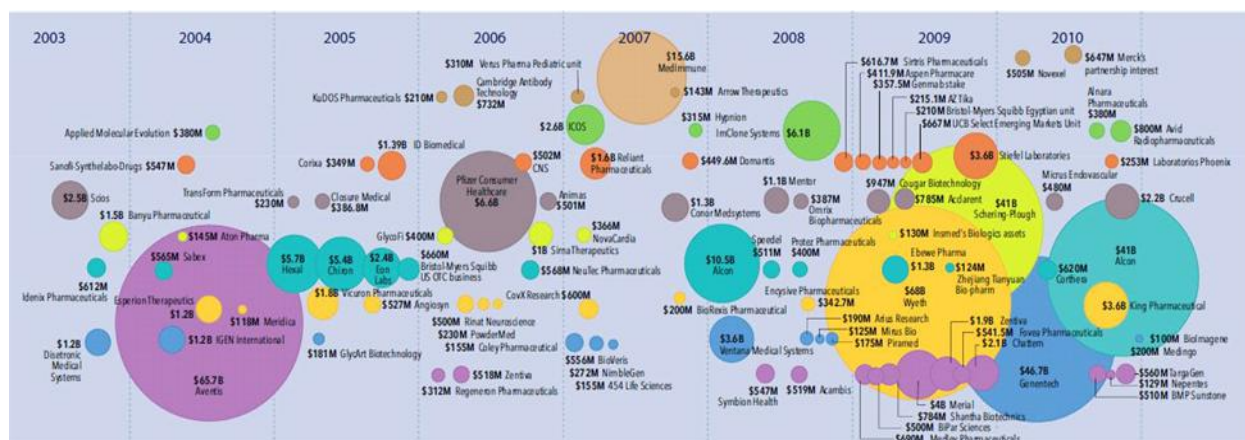 2003
2004
2005
2006
2007
2008
2009
2010
$310M Verus Pharma Pediatric unit
KuDOS Pharmaceuticals $210M
Cambridge Antibody
Technology
$732M
$15.6B
MedImmune
$143M Arrow Therapeutics
$616.7M Sirtris Pharmaceuticals
$411.9M Aspen Pharmacare
$357.5M
Genmab stake
$215.1M AZ Tika
$210M Bristol-Myers Squibb Egyptian unit
$667M UCB Select Emerging Markets Unit
$505M Novexel
$647M Merck's
partnership interest
Applied Molecular Evolution $380M
$2.6B ICOS
$315M Hypnion
ImClone Systems
$6.1B
Alnara
Pharmaceuticals
$380M
$800M Avid
Radiopharmaceuticals
Sanofi-Synthelabo-Drugs $547M
Corixa $349M
$1.39B ID Biomedical
$502M
CNS
$1.6B Reliant
Pharmaceuticals
$449.6M Domantis
$3.6B
Stiefel Laboratories
$253M Laboratorios Phoenix
$2.5B Scios
TransForm Pharmaceuticals
$230M
Closure Medical
$386.8M
Pfizer Consumer
Healthcare
$6.6B
Animas
$501M
$1.3B
Conor Medsystems
$1.1B Mentor
$387M
Omrix
Biopharmaceuticals
$947M
Cougar Biotechnology
$785M Acclarent
Micrus Endovascular
$480M
$2.2B Crucell
$1.5B Banyu Pharmaceutical
$145M Aton Pharma
GlycoFi $400M
$1B Sirna Therapeutics
$366M
NovaCardia
$130M Insmed's Biologics assets
$41B
Schering-Plough
$612M
Idenix Pharmaceuticals
$565M Sabex
$5.7B
Hexal
$5.4B
Chiron
$2.4B
Eon
Labs
$660M
Bristol-Myers Squibb
US OTC business
$568M NeuTec Pharmaceuticals
$10.5B
Alcon
Speedel
$511M
Protez Pharmaceuticals
$400M
Ebewe Pharma
$1.3B
$124M
Zhejiang Tianyuan
Bio-pharm
$620M
Corthera
$41B
Alcon
Esperion Therapeutics
$1.2B
$118M Meridica
$1.8B Vicuron Pharmaceuticals
$527M Angiosyn
$500M Rinat Neuroscience
$230M PowderMed
$155M Coley Pharmaceutical
CovX Research $600M
$200M BioRexis Pharmaceutical
Encysive Pharmaceuticals
$342.7M
$68B
Wyeth
$3.6B King Pharmaceutical
$1.2B
Disetronic
Medical
Systems
$1.2B IGEN International
$181M GlycArt Biotechnology
$556M BioVeris
$272M NimbleGen
$155M 454 Life Sciences
$3.6B
Ventana Medical Systems
$190M Arius Research
$125M Mirus Bio
$175M Piramed
$46.7B
Genentech
$100M BioImagene
$200M Medingo
$65.7B
Aventis
$312M Regeneron Pharmaceuticals
$518M Zentiva
$547M
Symbion Health
$519M Acambis
$1.9B Zentiva
$541.5M Fovea Pharmaceuticals
$2.1B Chattem
$4B Merial
$784M Shantha Biotechnics
$500M BiPar Sciences
$690M Medley Pharmaceuticals
$560M TargeGen
$129M Nepentes
$510M BMP Sunstone